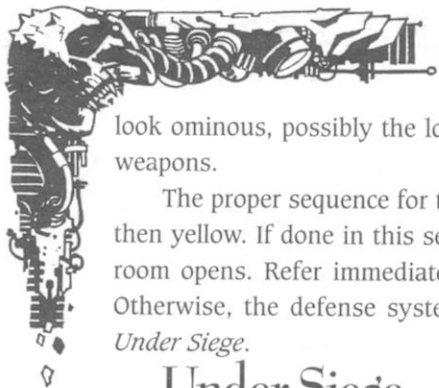 look ominous, possibly the lo
weapons.
The proper sequence for t
then yellow. If done in this se
room opens. Refer immediate
Otherwise, the defense syste
Under Siege.
Under Siege